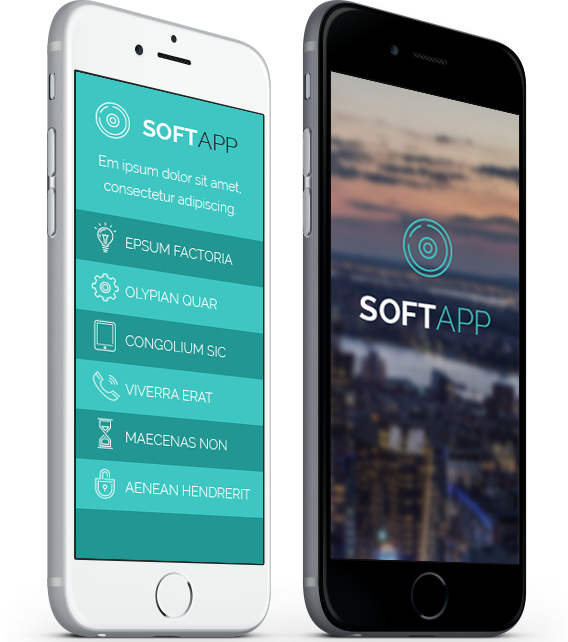 SOFTAPP
Em ipsum dolor sit amet,
consectetur adipiscing.
EPSUM FACTORIA
OLYPIAN QUAR
CONGOLIUM SIC
VIVERRA ERAT
MAECENAS NON
AENEAN HENDRERIT
SOFTAPP